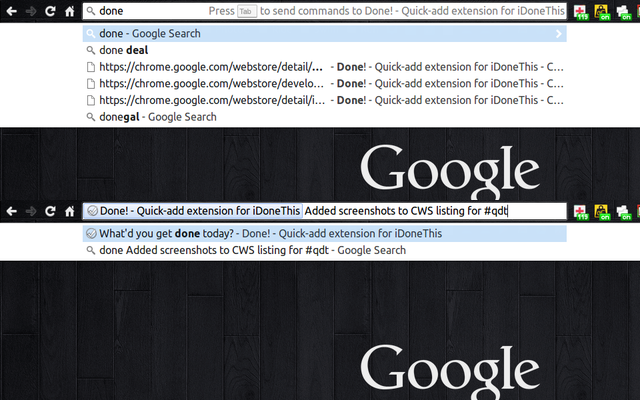 done Press Tab to send commands to Done! - Quick-add extension for iDoneThis
done - Google Search
done deal
https://chrome.google.com/webstore/detail/... - Done! - Quick-add extension for iDoneThis - C...
https://chrome.google.com/webstore/develo... - Done! - Quick-add extension for iDoneThis - C...
https://chrome.google.com/webstore/detail/i... - Done! - Quick-add extension for iDoneThis - C...
donegal - Google Search
113 on
Google
Done! - Quick-add extension for iDoneThis Added screenshots to CWS listing for #qdt
What'd you get done today? - Done! - Quick-add extension for iDoneThis
done Added screenshots to CWS listing for #qdt - Google Search
113 on
Google